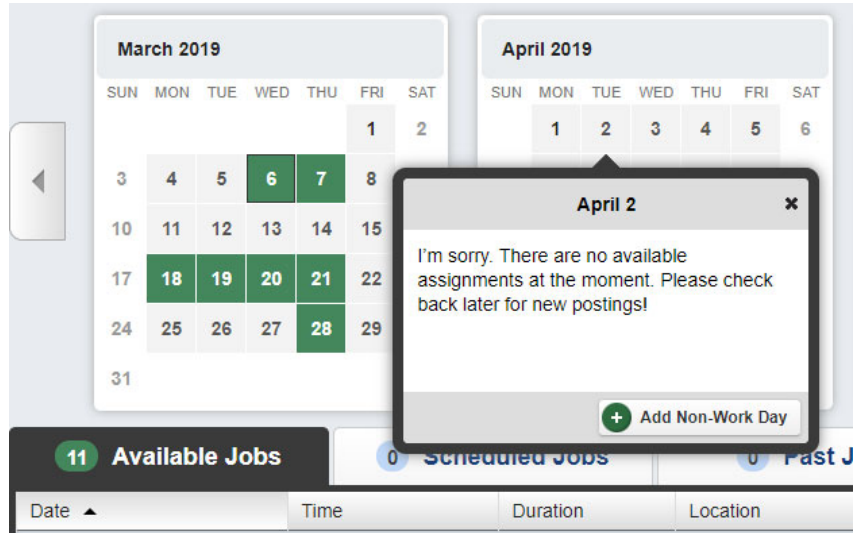 March 2019
SUN MON TUE WED THU FRI SAT
1 2
3 4 5 6 7 8
10 11 12 13 14 15
17 18 19 20 21 22
24 25 26 27 28 29
31
April 2019
SUN MON TUE WED THU FRI SAT
1 2 3 4 5 6
April 2
I'm sorry. There are no available
assignments at the moment. Please check
back later for new postings!
Add Non-Work Day
11 Available Jobs
0 Scheduled Jobs
0 Past J
Date Time Duration Location